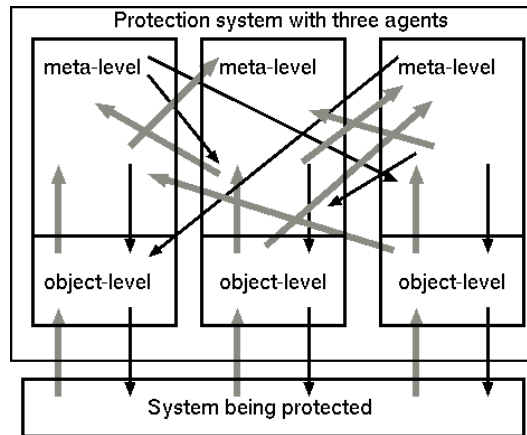 Protection system with three agents
meta-level meta-level meta-level
object-level object-level object-level
System being protected